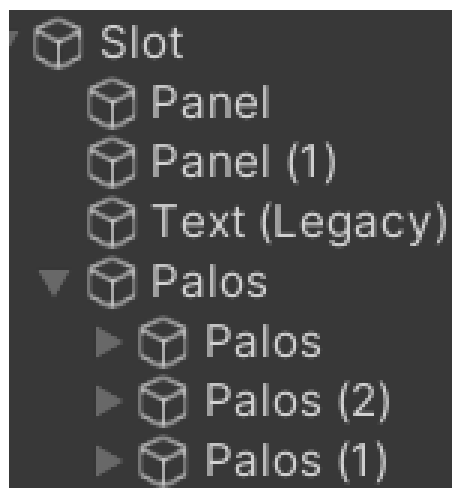 Slot
Panel
Panel (1)
Text (Legacy)
Palos
Palos
Palos (2)
Palos (1)